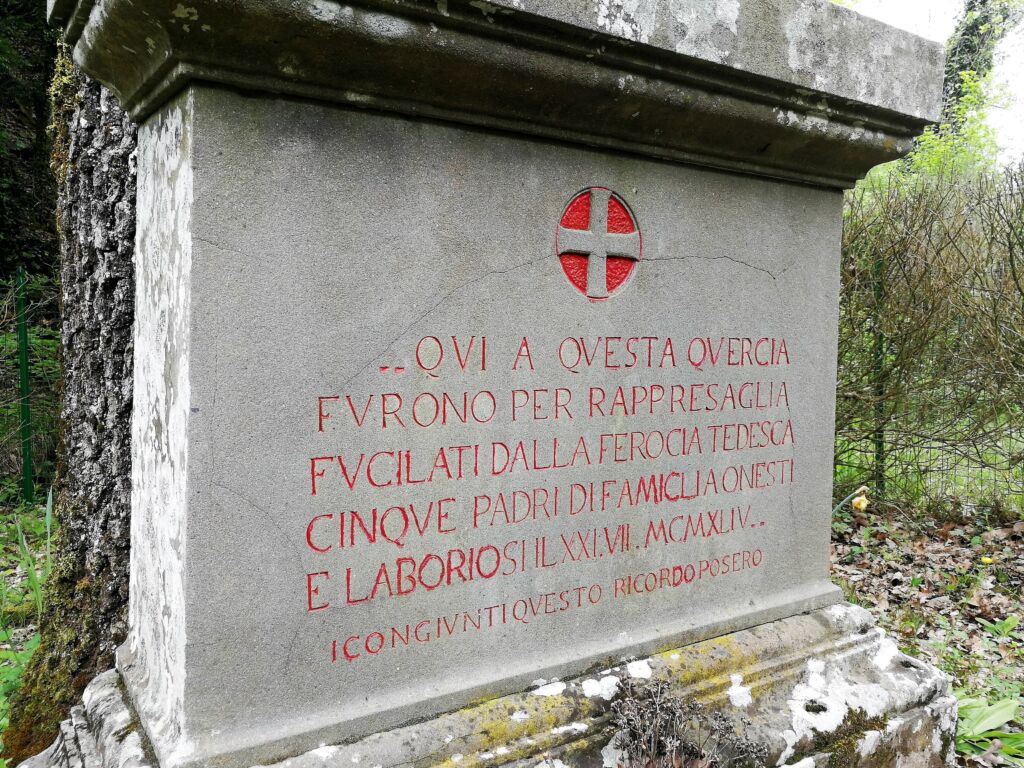 ..QVI A QVESTA QVERCIA
FVRONO PER RAPPRESAGLIA
FVCILATI DALLA FEROCIA TEDESCA
CINQVE PADRI DI FAMIGLIA ONESTI
E LABORIOSI IL XXI.VII. MCMXLIV..
I CONGIVNTI QVESTO RICORDO POSERO